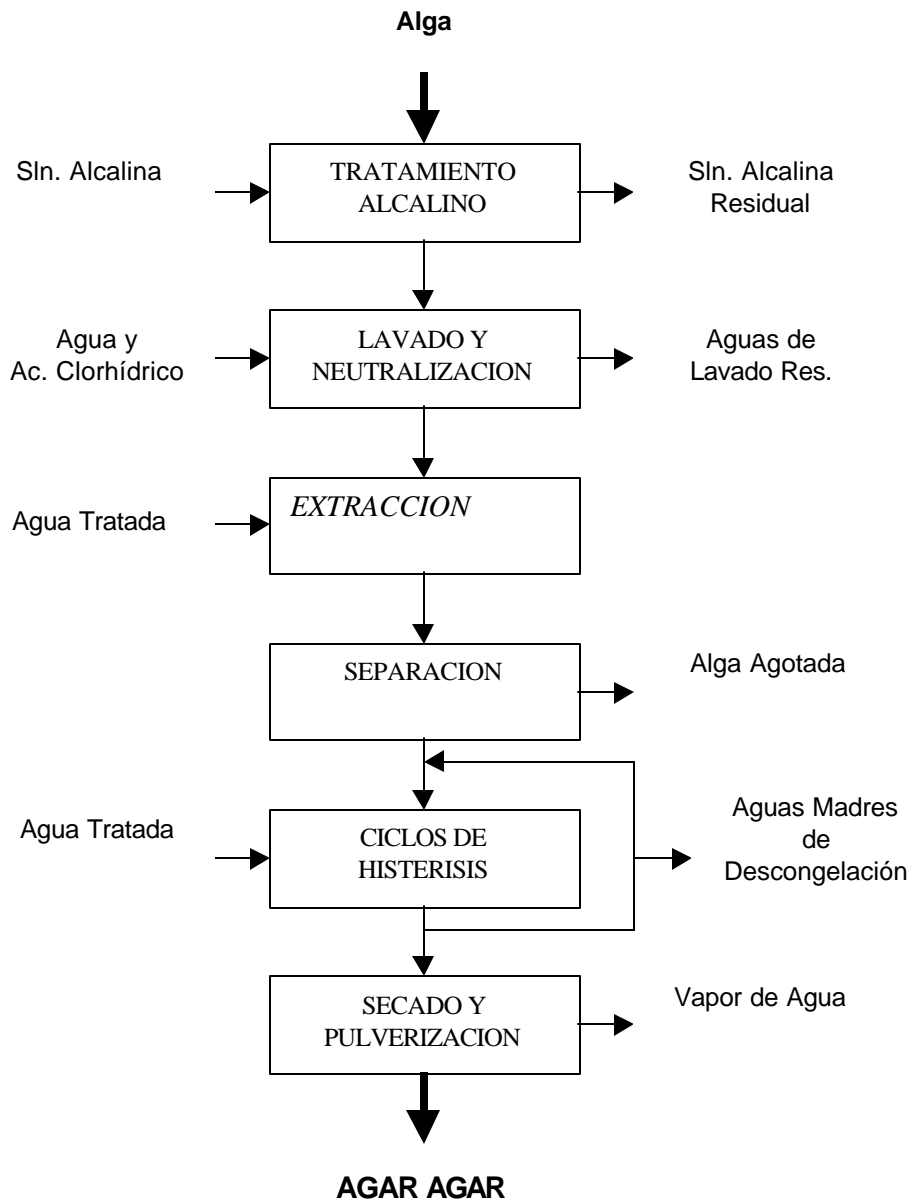 Alga
Sln. Alcalina
TRATAMIENTO
ALCALINO
Sln. Alcalina
Residual
Agua y
Ac. Clorhídrico
LAVADO Y
NEUTRALIZACION
Aguas de
Lavado Res.
Agua Tratada
EXTRACCION
SEPARACION
Alga Agotada
Agua Tratada
CICLOS DE
HISTERISIS
Aguas Madres
de
Descongelación
SECADO Y
PULVERIZACION
Vapor de Agua
AGAR AGAR